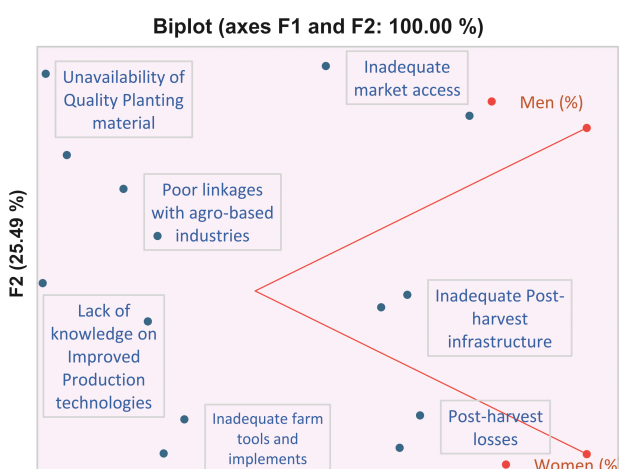 Biplot (axes F1 and F2: 100.00 %)
Unavailability of
Quality Planting
material
Inadequate
market access
Men (%)
Poor linkages
with agro-based
industries
F2 (25.49 %)
Lack of
knowledge on
Improved
Production
technologies
Inadequate Post-
harvest
infrastructure
Inadequate farm
tools and
implements
Post-harvest
losses
Women (%